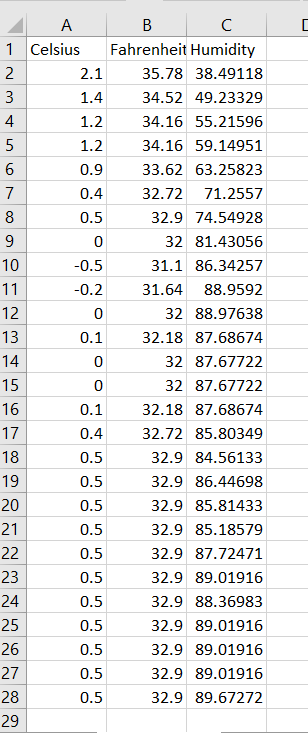 A B C
1 Celsius Fahrenheit Humidity
2 2.1 35.78 38.49118
3 1.4 34.52 49.23329
4 1.2 34.16 55.21596
5 1.2 34.16 59.14951
6 0.9 33.62 63.25823
7 0.4 32.72 71.2557
8 0.5 32.9 74.54928
9 0 32 81.43056
10 -0.5 31.1 86.34257
11 -0.2 31.64 88.9592
12 0 32 88.97638
13 0.1 32.18 87.68674
14 0 32 87.67722
15 0 32 87.67722
16 0.1 32.18 87.68674
17 0.4 32.72 85.80349
18 0.5 32.9 84.56133
19 0.5 32.9 86.44698
20 0.5 32.9 85.81433
21 0.5 32.9 85.18579
22 0.5 32.9 87.72471
23 0.5 32.9 89.01916
24 0.5 32.9 88.36983
25 0.5 32.9 89.01916
26 0.5 32.9 89.01916
27 0.5 32.9 89.01916
28 0.5 32.9 89.67272
29